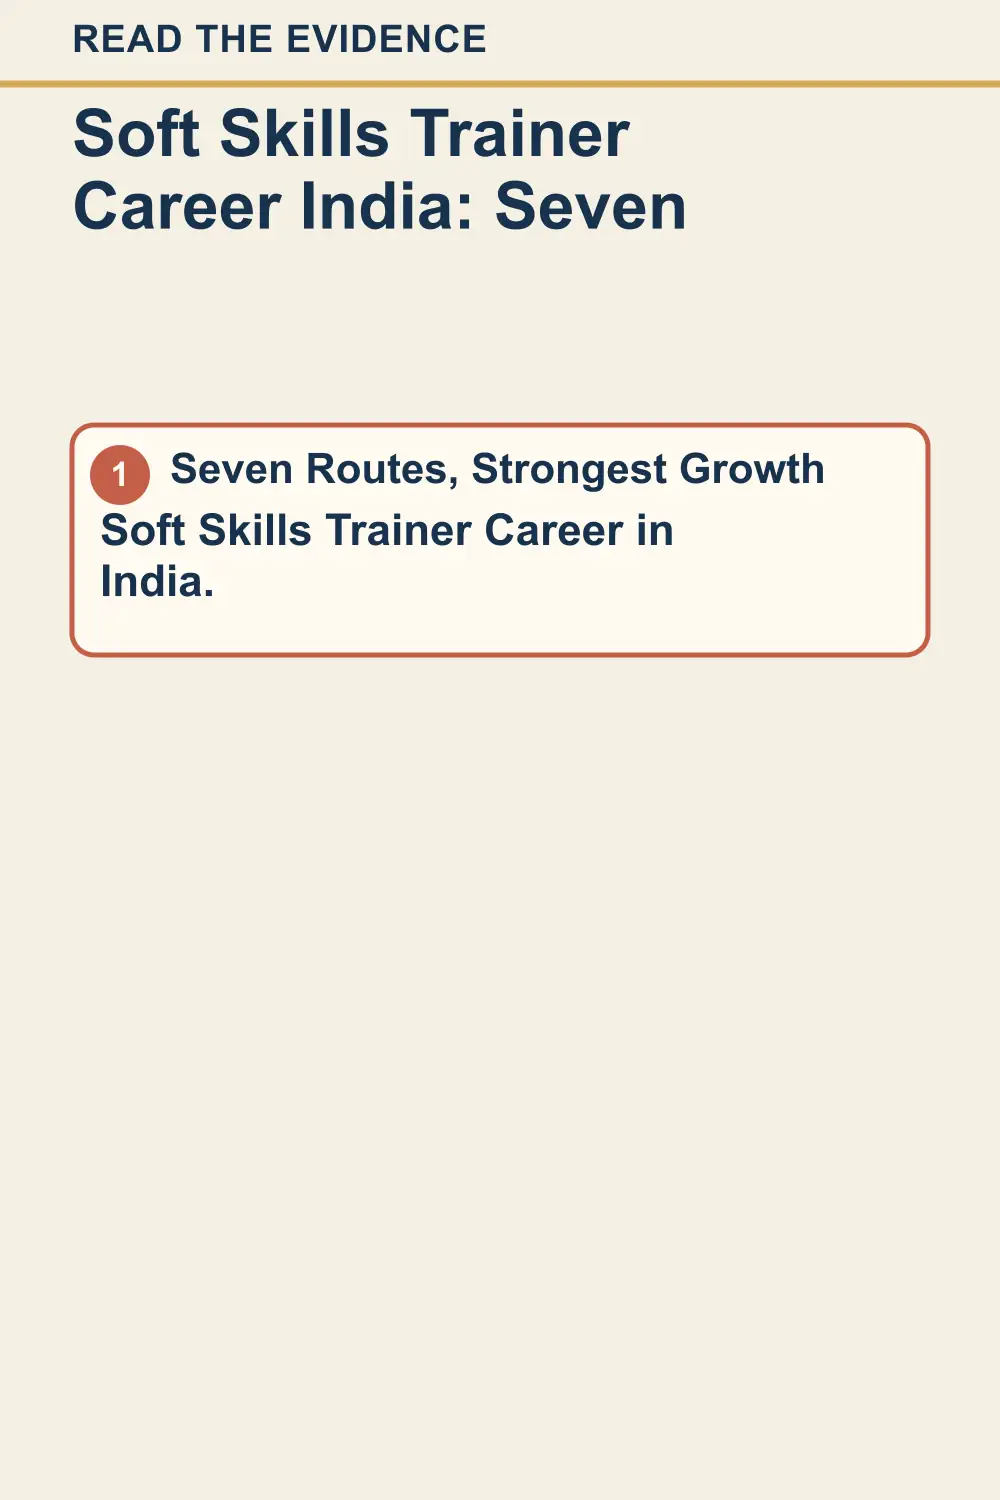 READ THE EVIDENCE
Soft Skills Trainer
Career India: Seven
1 Seven Routes, Strongest Growth
Soft Skills Trainer Career in
India.